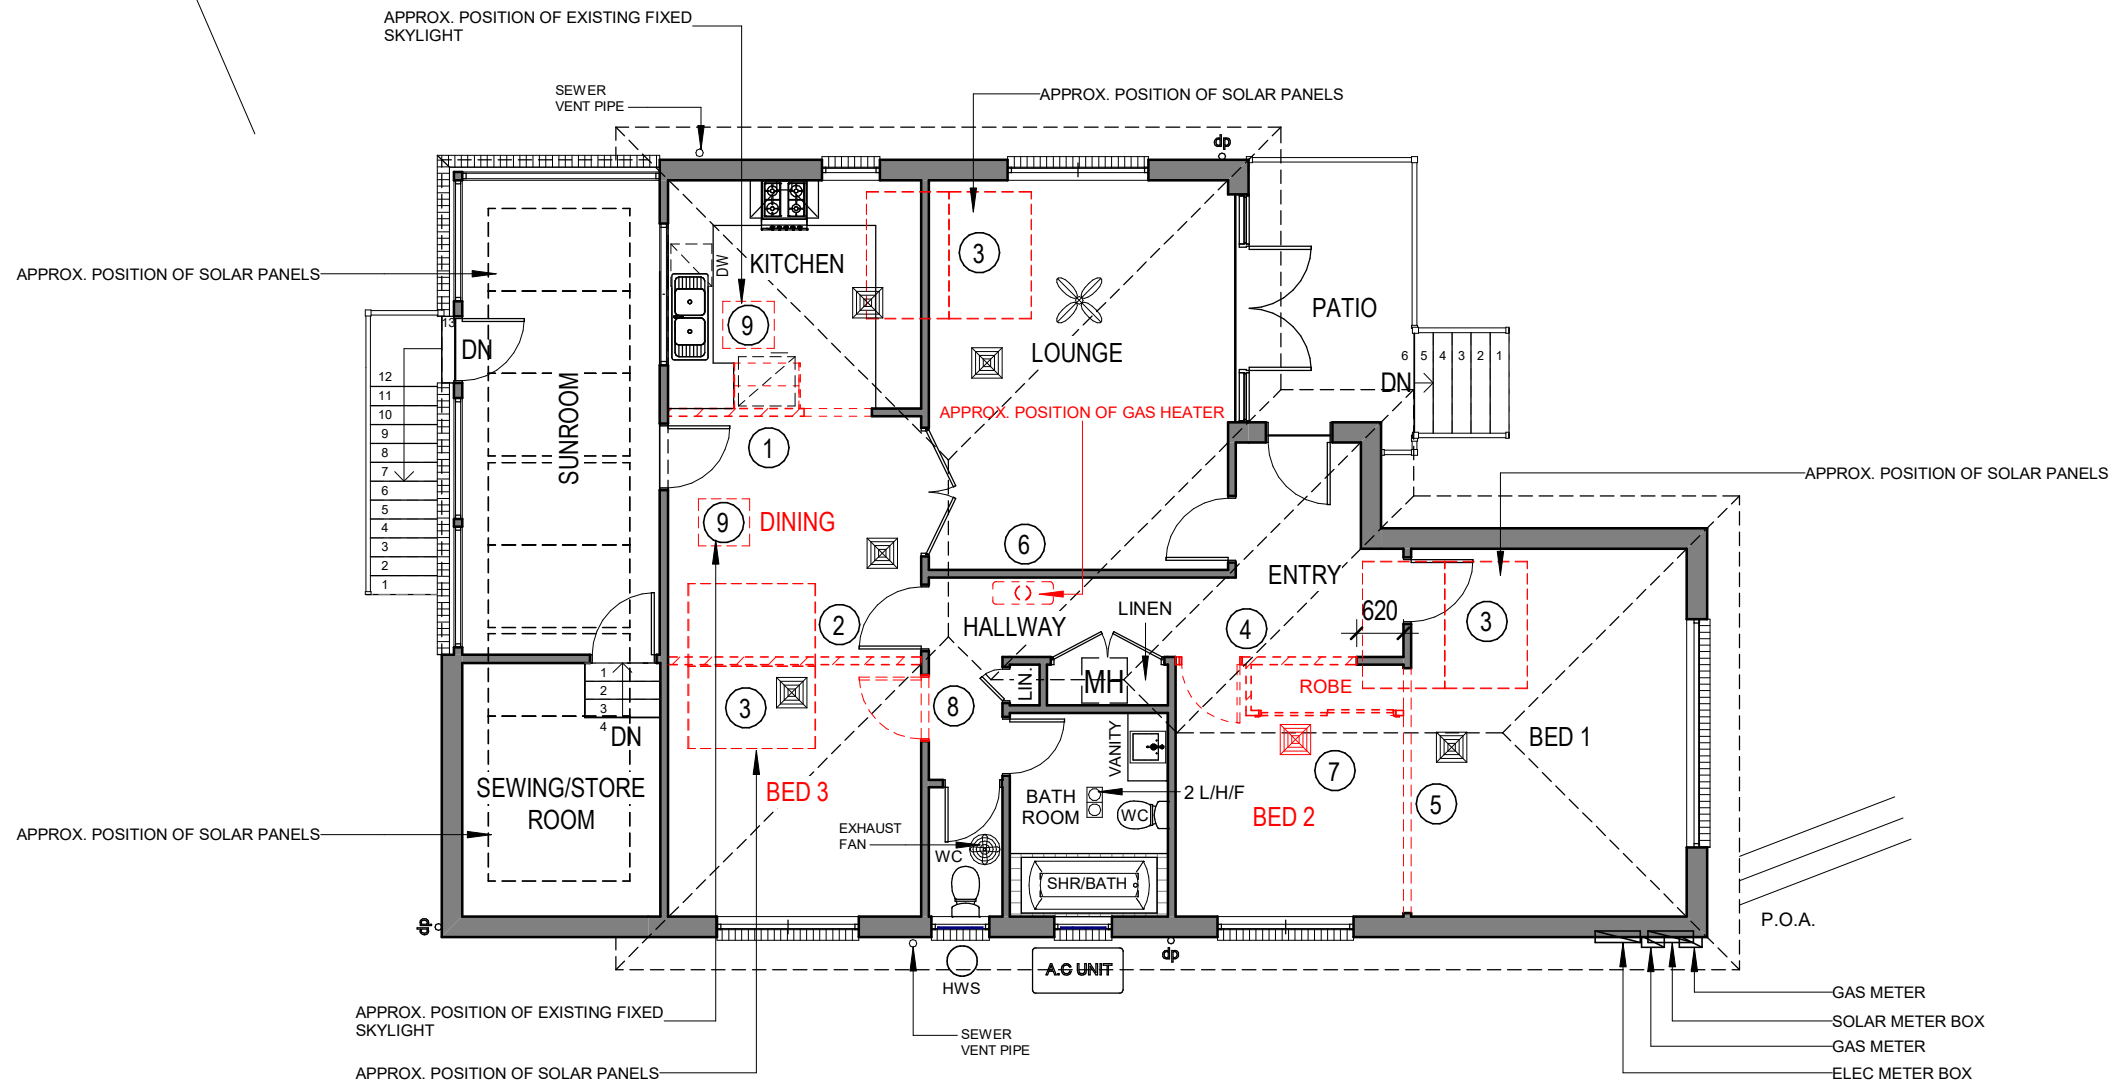 APPROX. POSITION OF EXISTING FIXED
SKYLIGHT
SEWER
VENT PIPE
APPROX. POSITION OF SOLAR PANELS
dp
APPROX. POSITION OF SOLAR PANELS
KITCHEN
DW
3
9
PATIO
LOUNGE
13
DN
SUNROOM
12
11
10
9
8
7
6
5
4
3
2
1
6
5
4
3
2
1
DN
APPROX. POSITION OF GAS HEATER
1
APPROX. POSITION OF SOLAR PANELS
9
DINING
6
ENTRY
LINEN
620
3
2
HALLWAY
4
1
2
3
4
DN
LIN.
MH
ROBE
3
8
VANITY
BED 1
7
SEWING/STORE
ROOM
BED 3
BATH
ROOM
2 L/H/F
WC
BED 2
5
APPROX. POSITION OF SOLAR PANELS
EXHAUST
FAN
WC
SHR/BATH
dp
P.O.A.
dp
A.C UNIT
HWS
GAS METER
APPROX. POSITION OF EXISTING FIXED
SKYLIGHT
SOLAR METER BOX
SEWER
VENT PIPE
GAS METER
APPROX. POSITION OF SOLAR PANELS
ELEC METER BOX